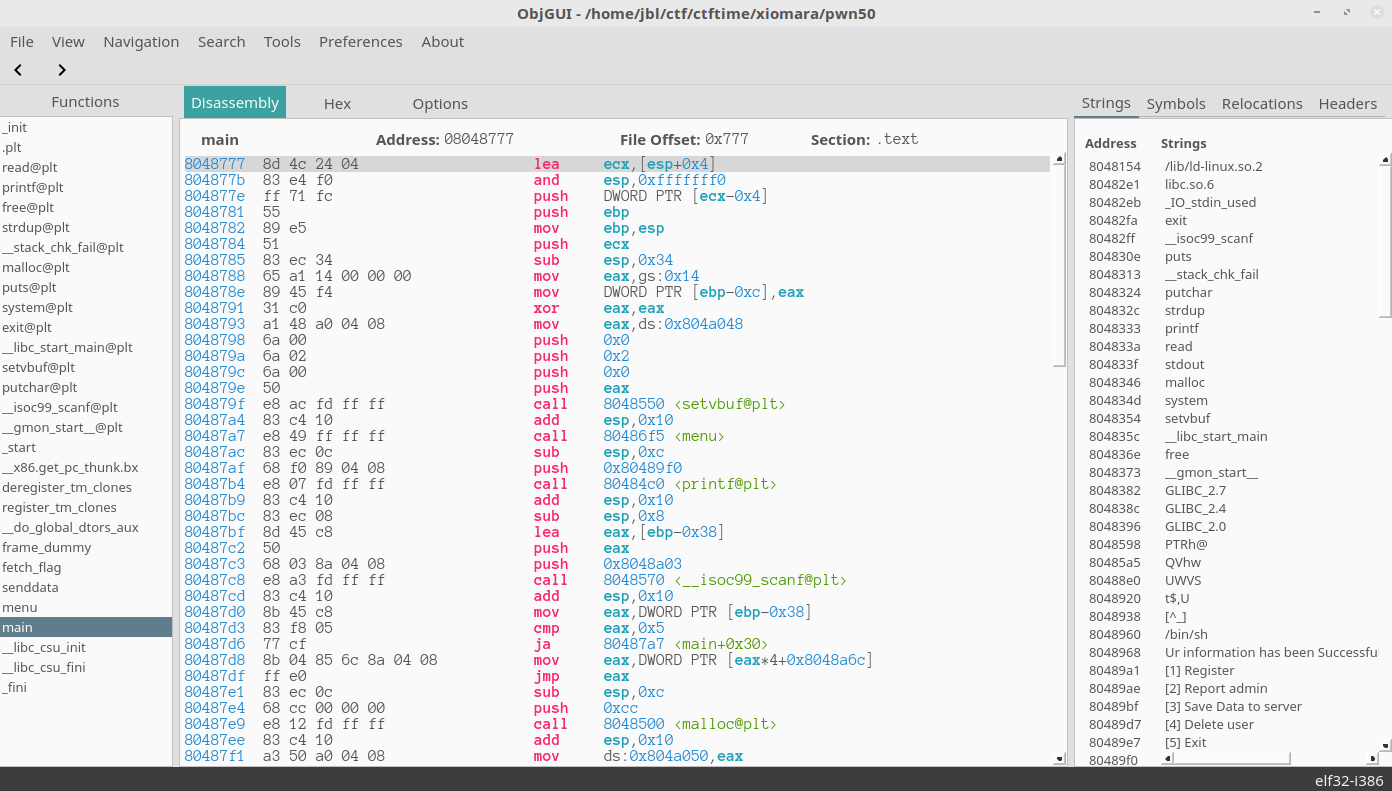 ObjGUI - /home/jbl/ctf/ctftime/xiomara/pwn50
File View Navigation Search Tools Preferences About
Functions
_init
.plt
read@plt
printf@plt
free@plt
strdup@plt
__stack_chk_fail@plt
malloc@plt
puts@plt
system@plt
exit@plt
__libc_start_main@plt
setvbuf@plt
putchar@plt
__isoc99_scanf@plt
__gmon_start__@plt
_start
__x86.get_pc_thunk.bx
deregister_tm_clones
register_tm_clones
__do_global_dtors_aux
frame_dummy
fetch_flag
senddata
menu
main
__libc_csu_init
__libc_csu_fini
_fini
Disassembly Hex Options
main Address: 08048777 File Offset: 0x777 Section: .text
8048777 8d 4c 24 04 lea ecx,[esp+0x4]
804877b 83 e4 f0 and esp,0xfffffff0
804877e ff 71 fc push DWORD PTR [ecx-0x4]
8048781 55 push ebp
8048782 89 e5 mov ebp,esp
8048784 51 push ecx
8048785 83 ec 34 sub esp,0x34
8048788 65 a1 14 00 00 00 mov eax,gs:0x14
804878e 89 45 f4 mov DWORD PTR [ebp-0xc],eax
8048791 31 c0 xor eax,eax
8048793 a1 48 a0 04 08 mov eax,ds:0x804a048
8048798 6a 00 push 0x0
804879a 6a 02 push 0x2
804879c 6a 00 push 0x0
804879e 50 push eax
804879f e8 ac fd ff ff call 8048550 <setvbuf@plt>
80487a4 83 c4 10 add esp,0x10
80487a7 e8 49 ff ff ff call 80486f5 <menu>
80487ac 83 ec 0c sub esp,0xc
80487af 68 f0 89 04 08 push 0x80489f0
80487b4 e8 07 fd ff ff call 80484c0 <printf@plt>
80487b9 83 c4 10 add esp,0x10
80487bc 83 ec 08 sub esp,0x8
80487bf 8d 45 c8 lea eax,[ebp-0x38]
80487c2 50 push eax
80487c3 68 03 8a 04 08 push 0x8048a03
80487c8 e8 a3 fd ff ff call 8048570 <__isoc99_scanf@plt>
80487cd 83 c4 10 add esp,0x10
80487d0 8b 45 c8 mov eax,DWORD PTR [ebp-0x38]
80487d3 83 f8 05 cmp eax,0x5
80487d6 77 cf ja 80487a7 <main+0x30>
80487d8 8b 04 85 6c 8a 04 08 mov eax,DWORD PTR [eax*4+0x8048a6c]
80487df ff e0 jmp eax
80487e1 83 ec 0c sub esp,0xc
80487e4 68 cc 00 00 00 push 0xcc
80487e9 e8 12 fd ff ff call 8048500 <malloc@plt>
80487ee 83 c4 10 add esp,0x10
80487f1 a3 50 a0 04 08 mov ds:0x804a050,eax
Strings Symbols Relocations Headers
Address Strings
8048154 /lib/ld-linux.so.2
80482e1 libc.so.6
80482eb _IO_stdin_used
80482fa exit
80482ff __isoc99_scanf
804830e puts
8048313 __stack_chk_fail
8048324 putchar
804832c strdup
8048333 printf
804833a read
804833f stdout
8048346 malloc
804834d system
8048354 setvbuf
804835c __libc_start_main
804836e free
8048373 __gmon_start__
8048382 GLIBC_2.7
804838c GLIBC_2.4
8048396 GLIBC_2.0
8048598 PTRh@
80485a5 QVhw
80488e0 UWVS
8048920 t$,U
8048938 [^_]
8048960 /bin/sh
8048968 Ur information has been Successfu
80489a1 [1] Register
80489ae [2] Report admin
80489bf [3] Save Data to server
80489d7 [4] Delete user
80489e7 [5] Exit
80489f0
elf32-i386